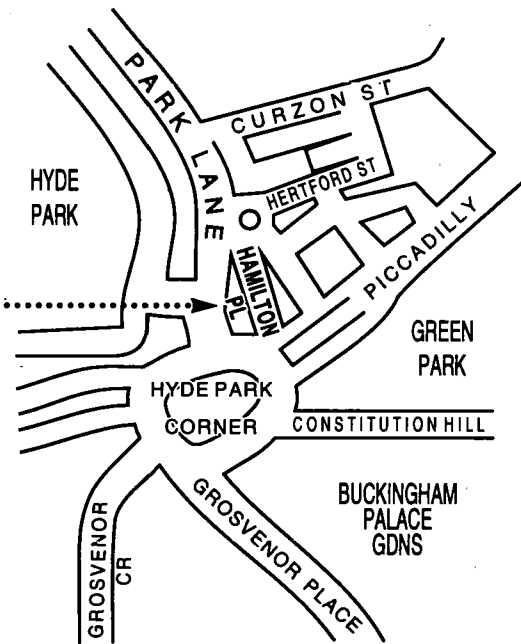 PARK LANE
CURZON ST
HYDE
PARK
HERTFORD ST
HAMILTON
PL
PICCADILLY
GREEN
PARK
HYDE PARK
CORNER
CONSTITUTION HILL
BUCKINGHAM
PALACE
GDNS
GROSVENOR
CR
GROSVENOR PLACE